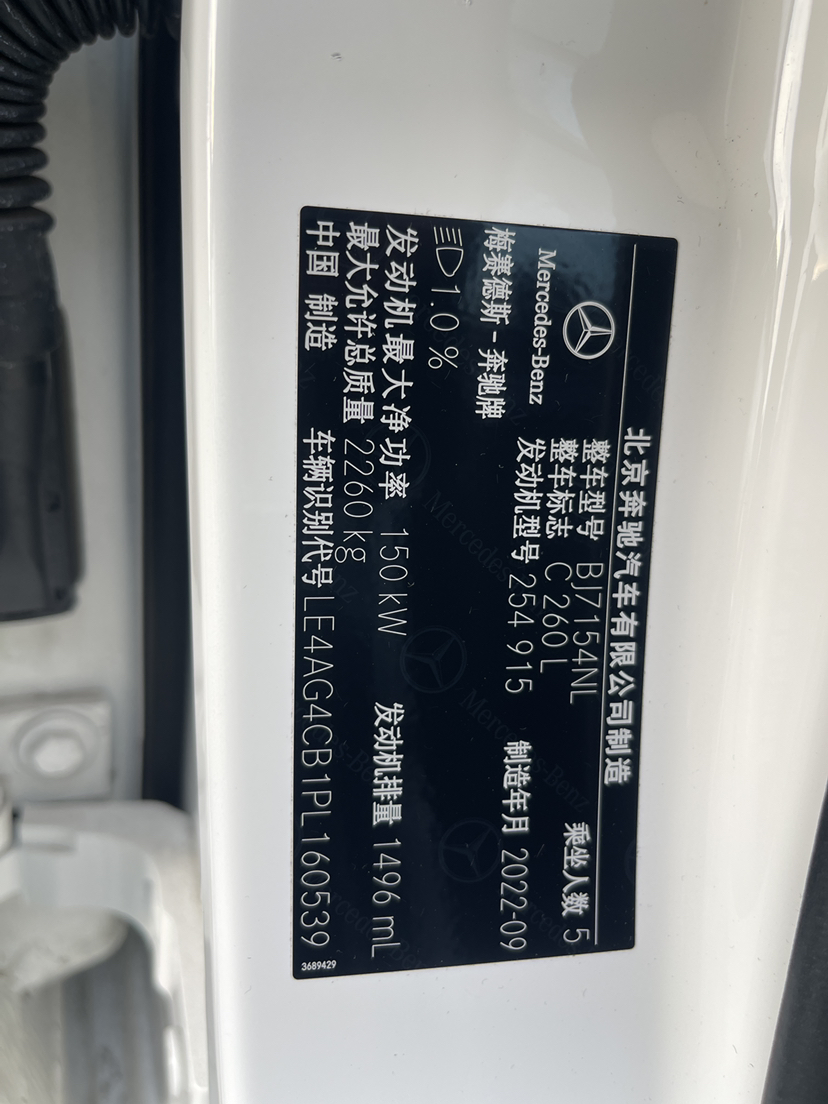 北京奔驰汽车有限公司制造
Mercedes-Benz
梅赛德斯-奔驰牌
整车型号 BJ7154NL 乘坐人数 5
整车标志 C 260 L
发动机型号 254 915 制造年月 2022-09
1.0%
发动机最大净功率 150 kW 发动机排量 1496 mL
最大允许总质量 2260 kg
中国 制造 车辆识别代号 LE4AG4CB1PL160539
3689429